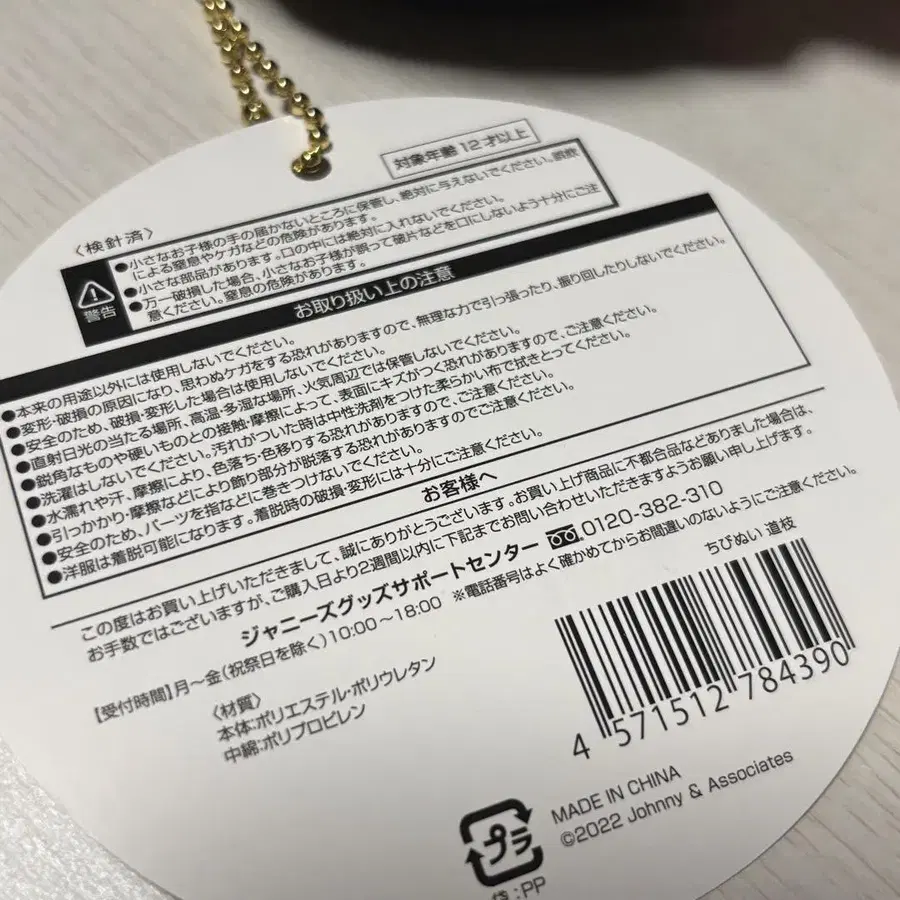 対象年齢12才以上
〈検針済〉
警告
●小さなお子様の手の届かないところに保管し、絶対に与えないでください。誤飲
による窒息やケガなどの危険があります。
●小さな部品があります。口の中には絶対に入れないでください。
●万一破損した場合、小さなお子様が誤って破片などを口にしないよう十分にご注
意ください。窒息の危険があります。
お取り扱い上の注意
●本来の用途以外には使用しないでください。
●変形・破損の原因になり、思わぬケガをする恐れがありますので、無理な力で引っ張ったり、振り回したりしないでください。
●安全のため、破損・変形した場合は使用しないでください。
●直射日光の当たる場所、高温・多湿な場所、火気周辺では保管しないでください。
●鋭角なものや硬いものとの接触・摩擦によって、表面にキズがつく恐れがありますので、ご注意ください。
●洗濯はしないでください。汚れがついた時は中性洗剤をつけた柔らかい布で拭きとってください。
●水濡れや汗、摩擦により、色落ち・色移りする恐れがありますので、ご注意ください。
●引っかかり・摩擦などにより飾り部分が脱落する恐れがありますのでご注意ください。
●安全のため、パーツを指などに巻きつけないでください。
●洋服は着脱可能になります。着脱時の破損・変形には十分にご注意ください。
お客様へ
この度はお買い上げいただきまして、誠にありがとうございます。お買い上げ商品に不都合品などありました場合は、
お手数ではございますが、ご購入日より2週間以内に下記までお問い合わせいただきますようお願い申し上げます。
ジャニーズグッズサポートセンター 0120-382-310
【受付時間】月～金(祝祭日を除く)10:00～18:00 ※電話番号はよく確かめてからお間違いのないようにご注意ください。
〈材質〉
本体:ポリエステル・ポリウレタン
中綿:ポリプロピレン
ちびぬい 道枝
4 571512 784390
MADE IN CHINA
©2022 Johnny & Associates
プラ
袋:PP